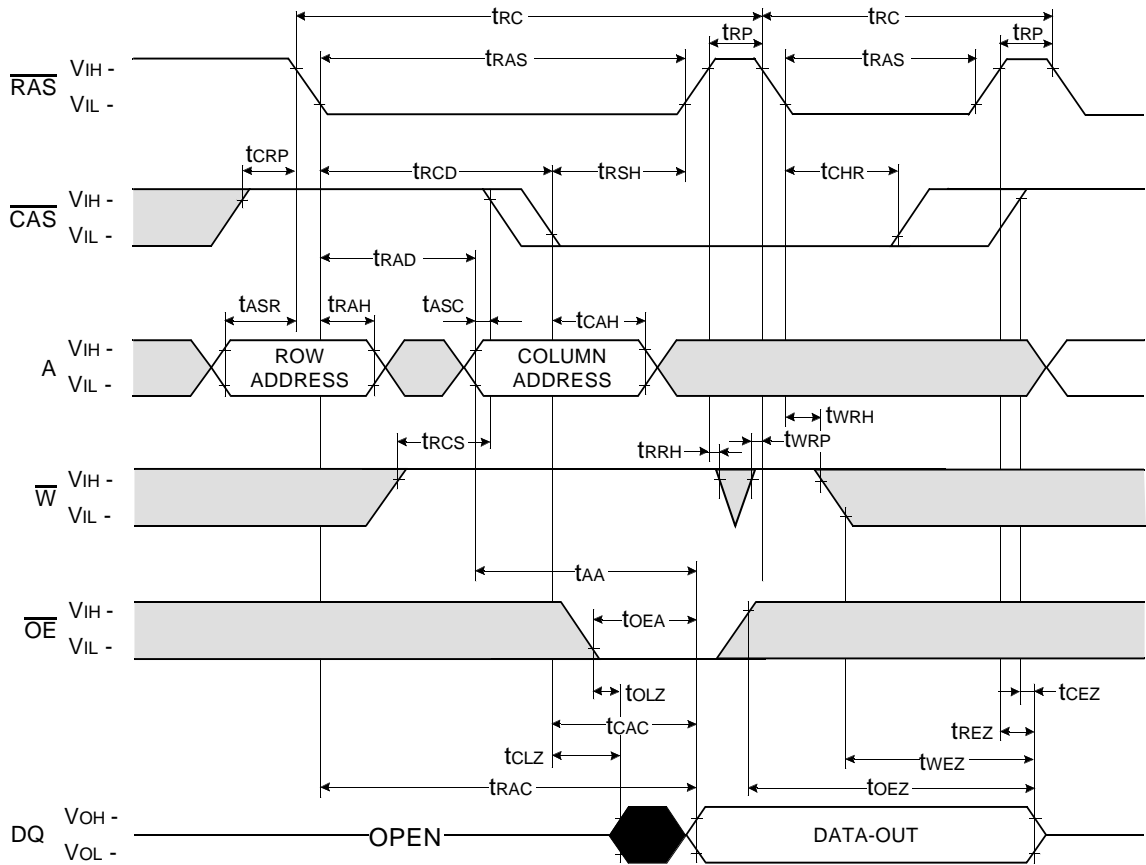 tRC tRC
tRP tRP
tRAS tRAS
RAS VIH -
VIL -
tCRP tRCD tRSH tCHR
CAS VIH -
VIL -
tRAD
tASR tRAH tASC tCAH
A VIH -
VIL -
ROW ADDRESS
COLUMN ADDRESS
tWRH
tRCS tRRH tWRP
W VIH -
VIL -
tAA
OE VIH -
VIL -
tOEA
tOLZ tCEZ
tCAC tREZ
tCLZ tWEZ
tRAC tOEZ
DQ VOH -
VOL -
OPEN DATA-OUT